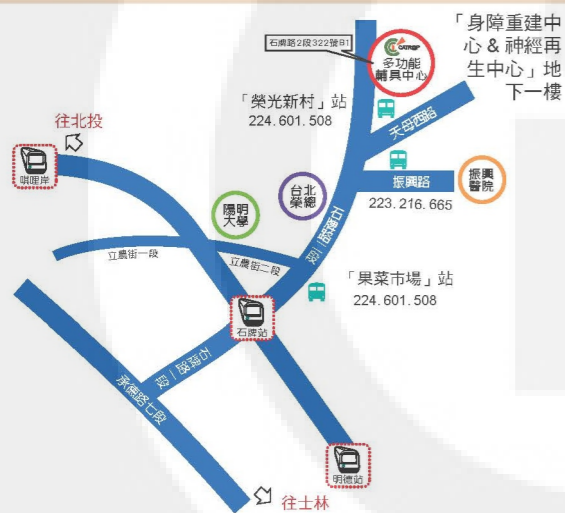 「身障重建中
心 & 神經再
生中心」地
下一樓
石牌路2段322號B1
CATROP
多功能
輔具中心
「榮光新村」站
224.601.508
天母西路
往北投
唭哩岸
陽明
大學
台北
榮總
振興路
振興
醫院
223.216.665
石牌路二段
立農街一段
立農街二段
「果菜市場」站
224.601.508
石牌站
石牌路一段
承德路七段
明德站
往士林